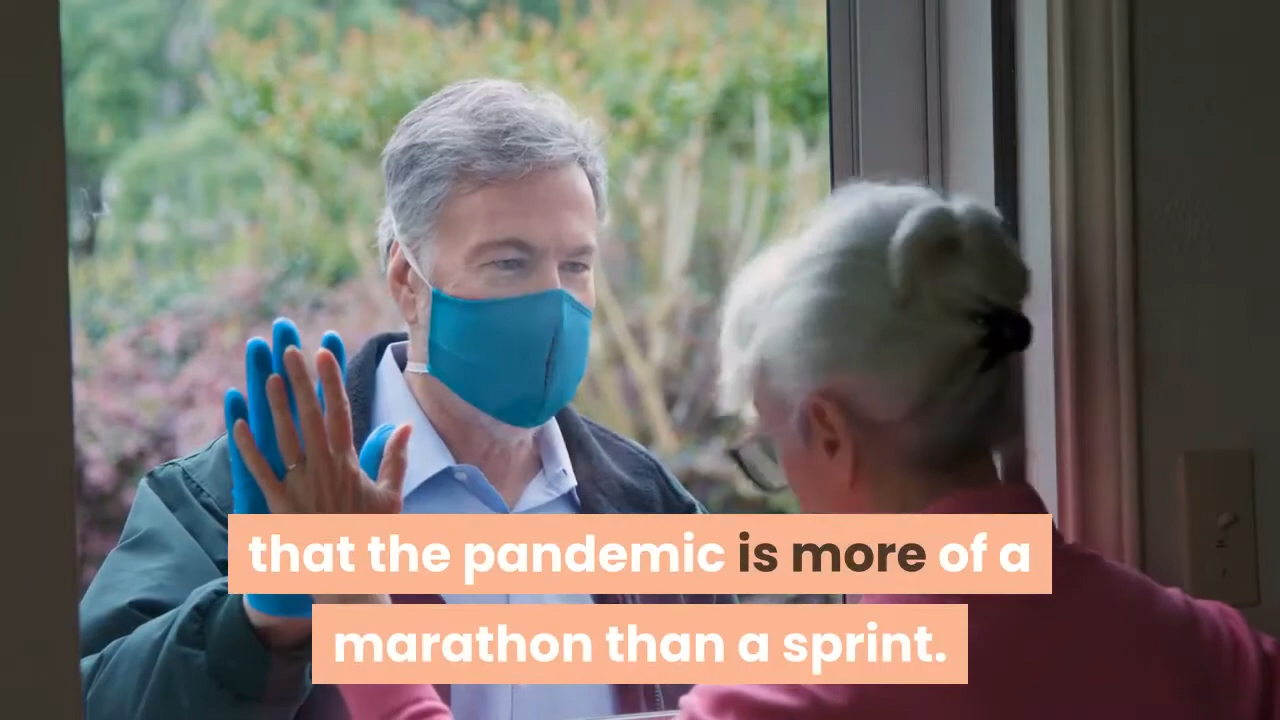 that the pandemic is more of a
marathon than a sprint.